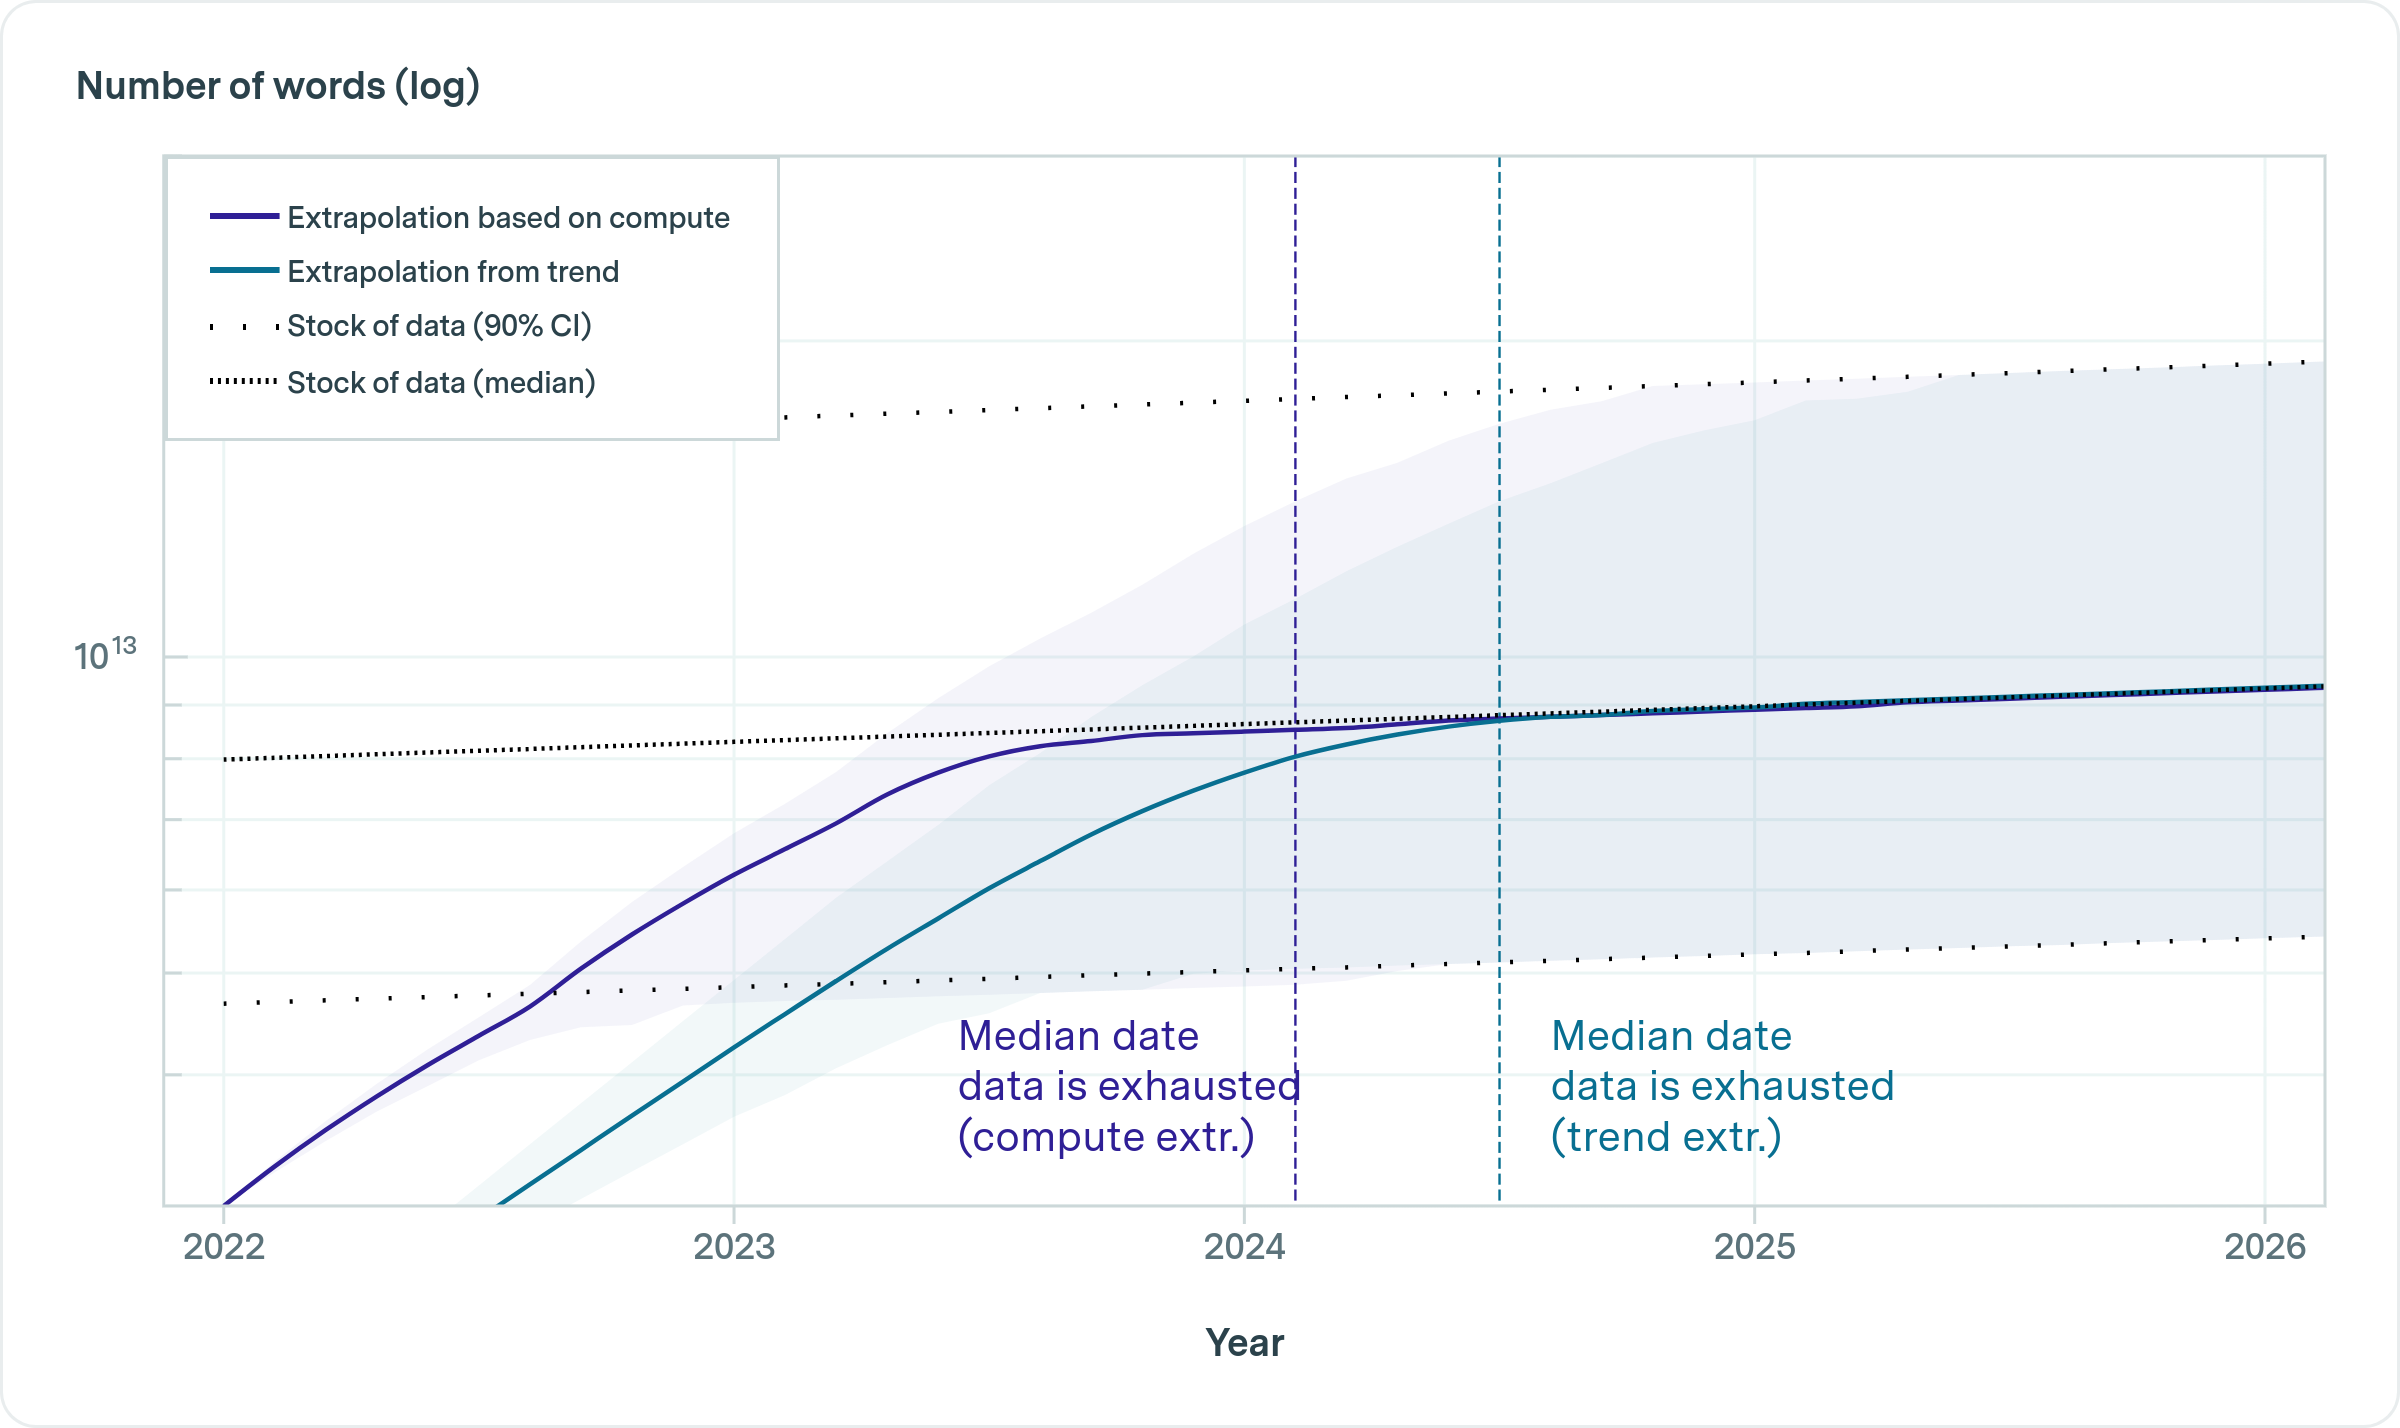 Number of words (log)
Extrapolation based on compute
Extrapolation from trend
Stock of data (90% CI)
Stock of data (median)
10¹³
Median date
data is exhausted
(compute extr.)
Median date
data is exhausted
(trend extr.)
2022 2023 2024 2025 2026
Year